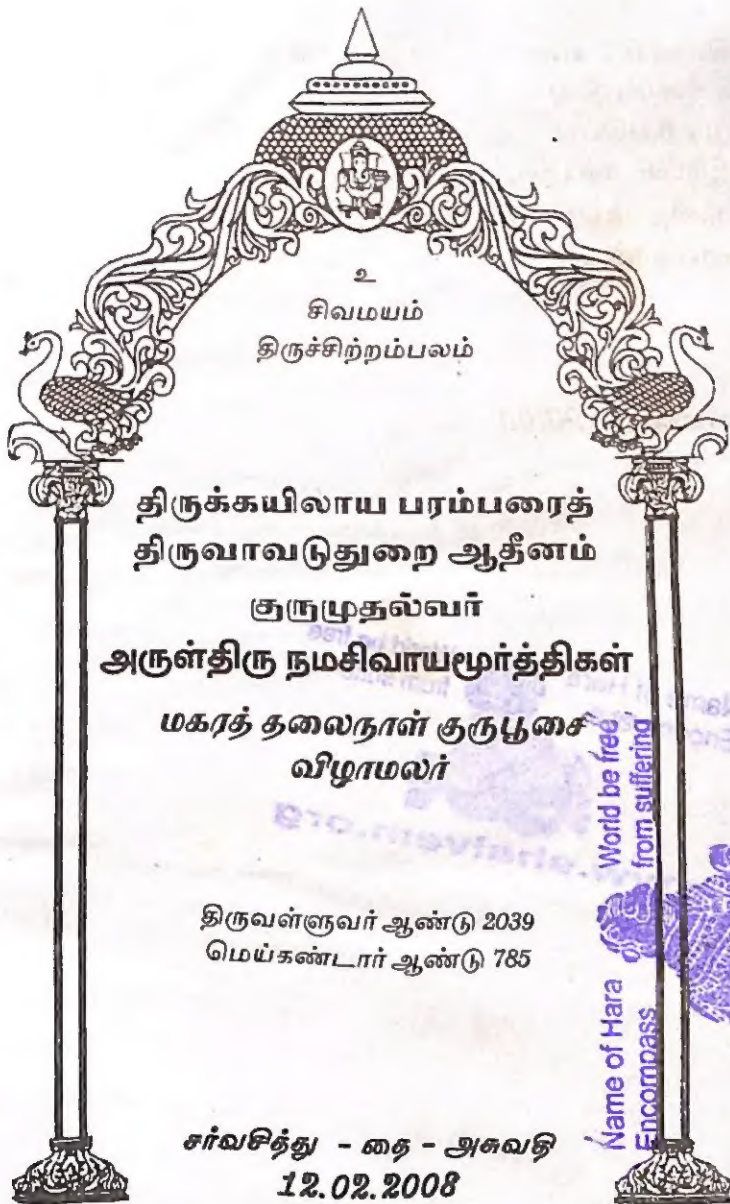 உ
சிவமயம்
திருச்சிற்றம்பலம்
திருக்கயிலாய பரம்பரைத்
திருவாவடுதுறை ஆதீனம்
குருமுதல்வர்
அருள்திரு நமசிவாயமூர்த்திகள்
மகரத் தலைநாள் குருபூசை
விழாமலர்
திருவள்ளுவர் ஆண்டு 2039
மெய்கண்டார் ஆண்டு 785
சர்வசித்து - தை - அசுவதி
12.02.2008
Name of Hara
Encompass
World be free
from suffering